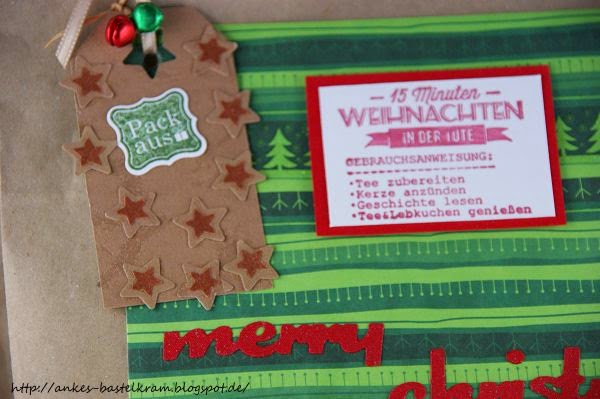 Pack
aus
15 Minuten
WEIHNACHTEN
IN DER TÜTE
GEBRAUCHSANWEISUNG:
• Tee zubereiten
• Kerze anzünden
• Geschichte lesen
• Tee&Lebkuchen genießen
merry
christ
http://ankes-bastelkram.blogspot.de/